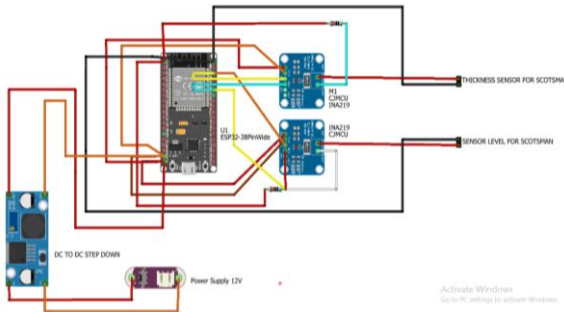 M1
CJMCU
INA219
THICKNESS SENSOR FOR SCOTSMA
U1
ESP32-38PinWide
INA219
CJMCU
SENSOR LEVEL FOR SCOTSMAN
DC TO DC STEP DOWN
Power Supply 12V
Activate Windows
Go to PC settings to activate Windows.